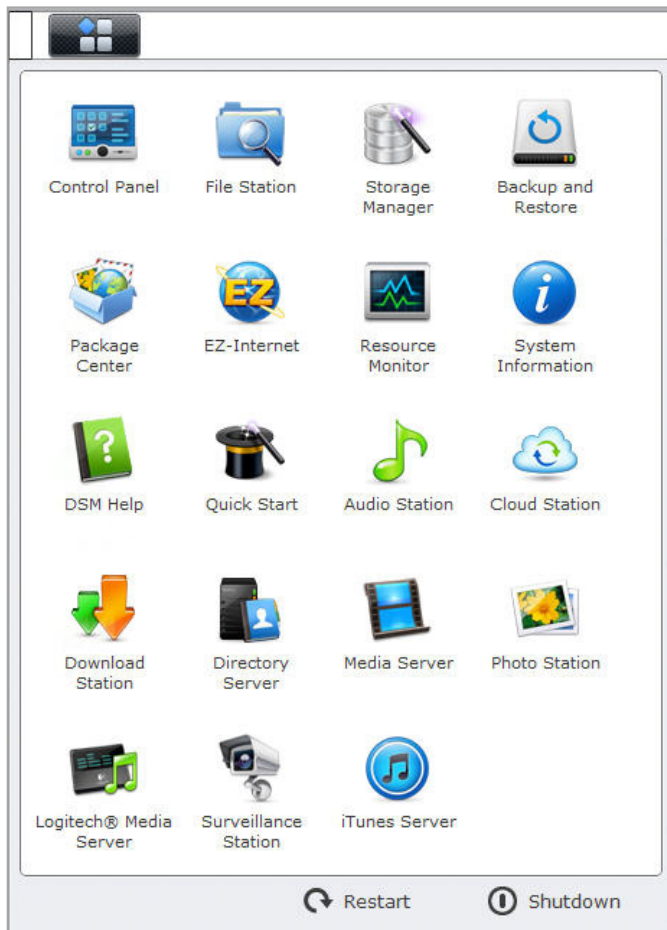 Control Panel
File Station
Storage
Manager
Backup and
Restore
Package
Center
EZ
EZ-Internet
Resource
Monitor
i
System
Information
?
DSM Help
Quick Start
Audio Station
Cloud Station
Download
Station
Directory
Server
Media Server
Photo Station
Logitech® Media
Server
Surveillance
Station
iTunes Server
Restart
Shutdown